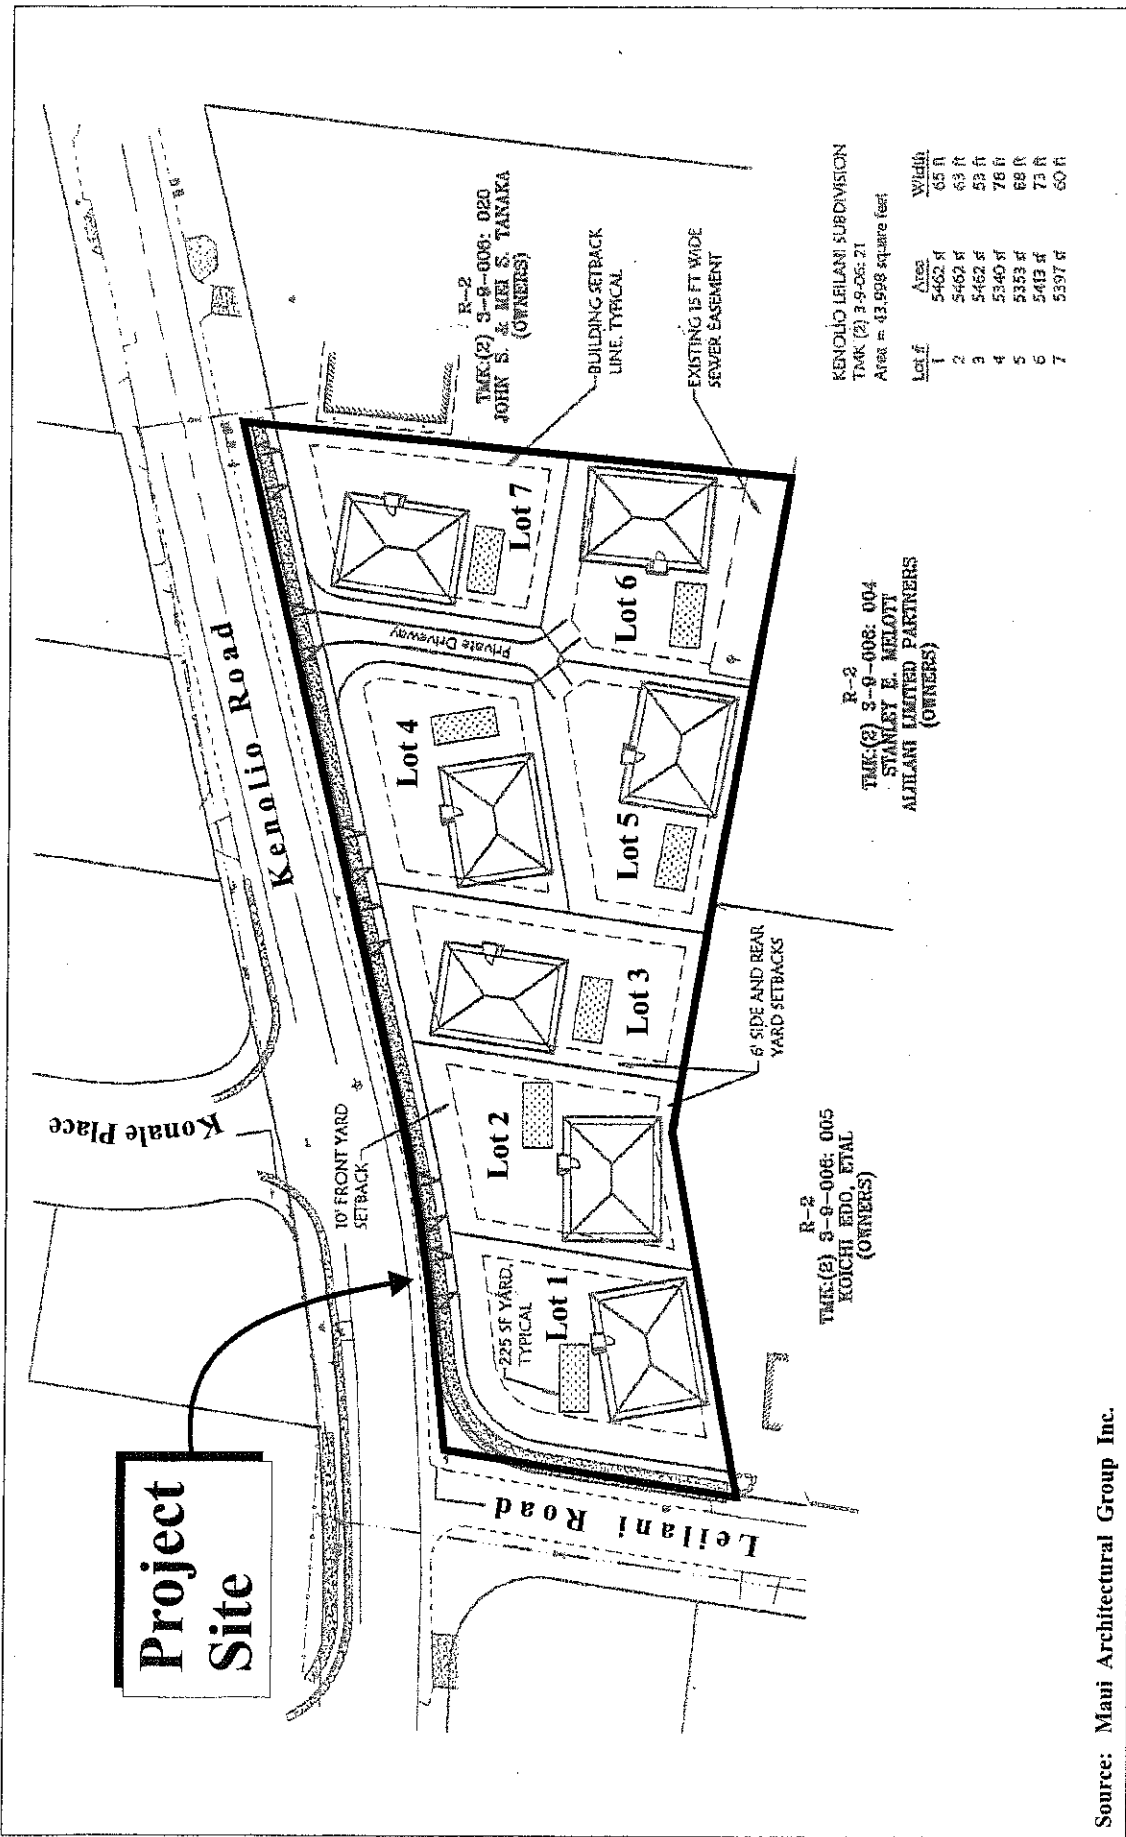 Project
Site
Konale Place
Kenolio Road
Leilani Road
10' FRONT YARD
SETBACK
225 SF YARD,
TYPICAL
Lot 1
Lot 2
Lot 3
Lot 4
Lot 5
Lot 6
Lot 7
Private Driveway
6' SIDE AND REAR
YARD SETBACKS
BUILDING SETBACK
LINE, TYPICAL
EXISTING 15 FT WIDE
SEWER EASEMENT
R-2
TMK:(2) 3-9-006: 020
JOHN S. & MEI S. TANAKA
(OWNERS)
R-2
TMK:(2) 3-9-006: 004
STANLEY E. MELOTT
ALIILANI LIMITED PARTNERS
(OWNERS)
R-2
TMK:(2) 3-9-006: 005
KOICHI EDO, ETAL
(OWNERS)
KENOLIO LEILANI SUBDIVISION
TMK (2) 3-9-06: 21
Area = 43,998 square feet
Lot # Area Width
1 5462 sf 65 ft
2 5462 sf 63 ft
3 5462 sf 53 ft
4 5340 sf 78 ft
5 5353 sf 68 ft
6 5413 sf 73 ft
7 5397 sf 60 ft
Source: Maui Architectural Group Inc.